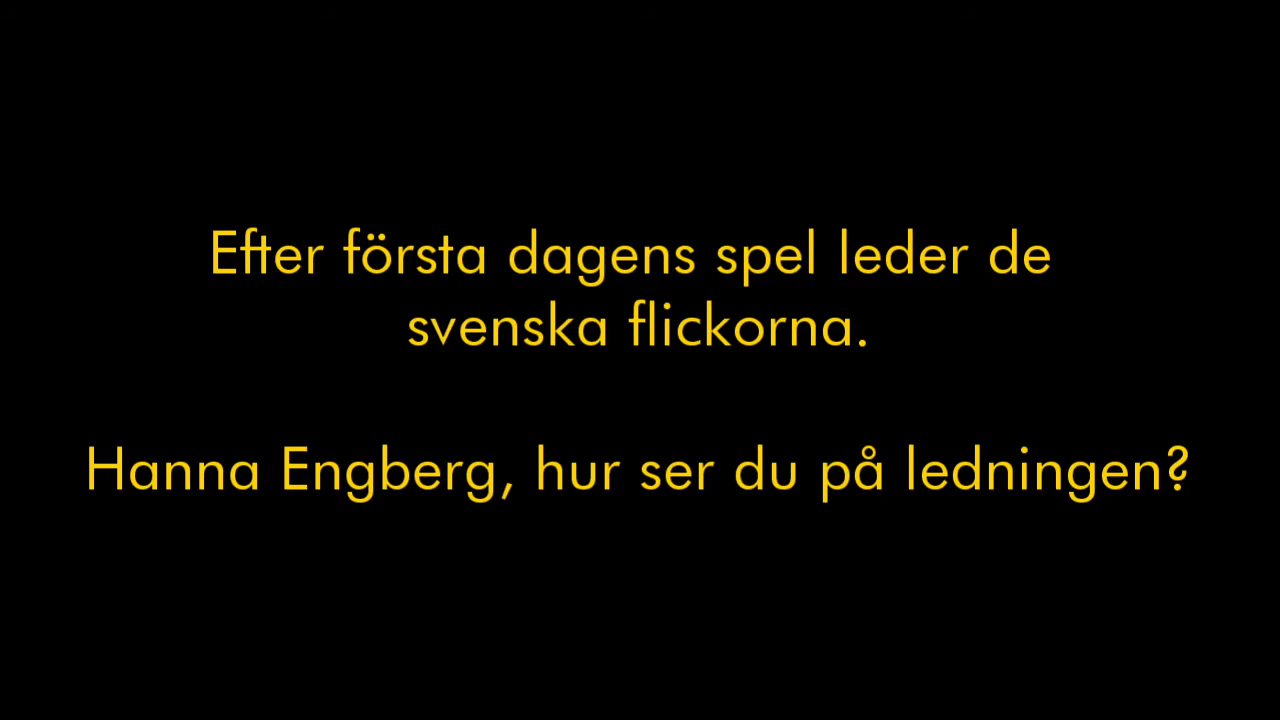 Efter första dagens spel leder de
svenska flickorna.
Hanna Engberg, hur ser du på ledningen?